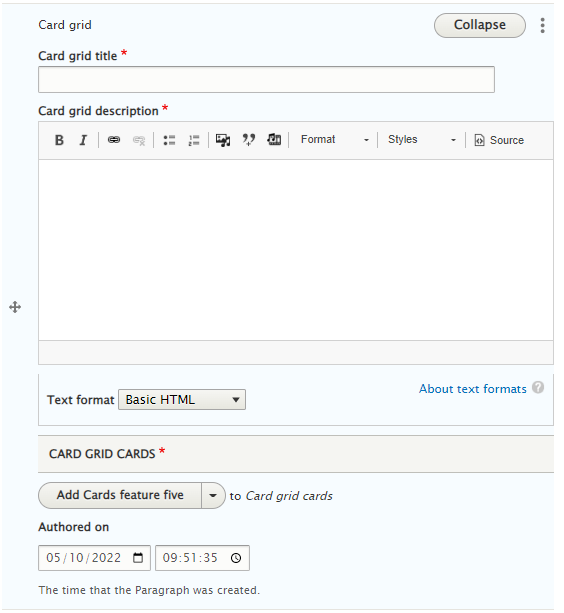 Card grid
Collapse
Card grid title *
Card grid description *
B I Format Styles Source
About text formats ?
Text format Basic HTML
CARD GRID CARDS *
Add Cards feature five to Card grid cards
Authored on
05/10/2022 09:51:35
The time that the Paragraph was created.